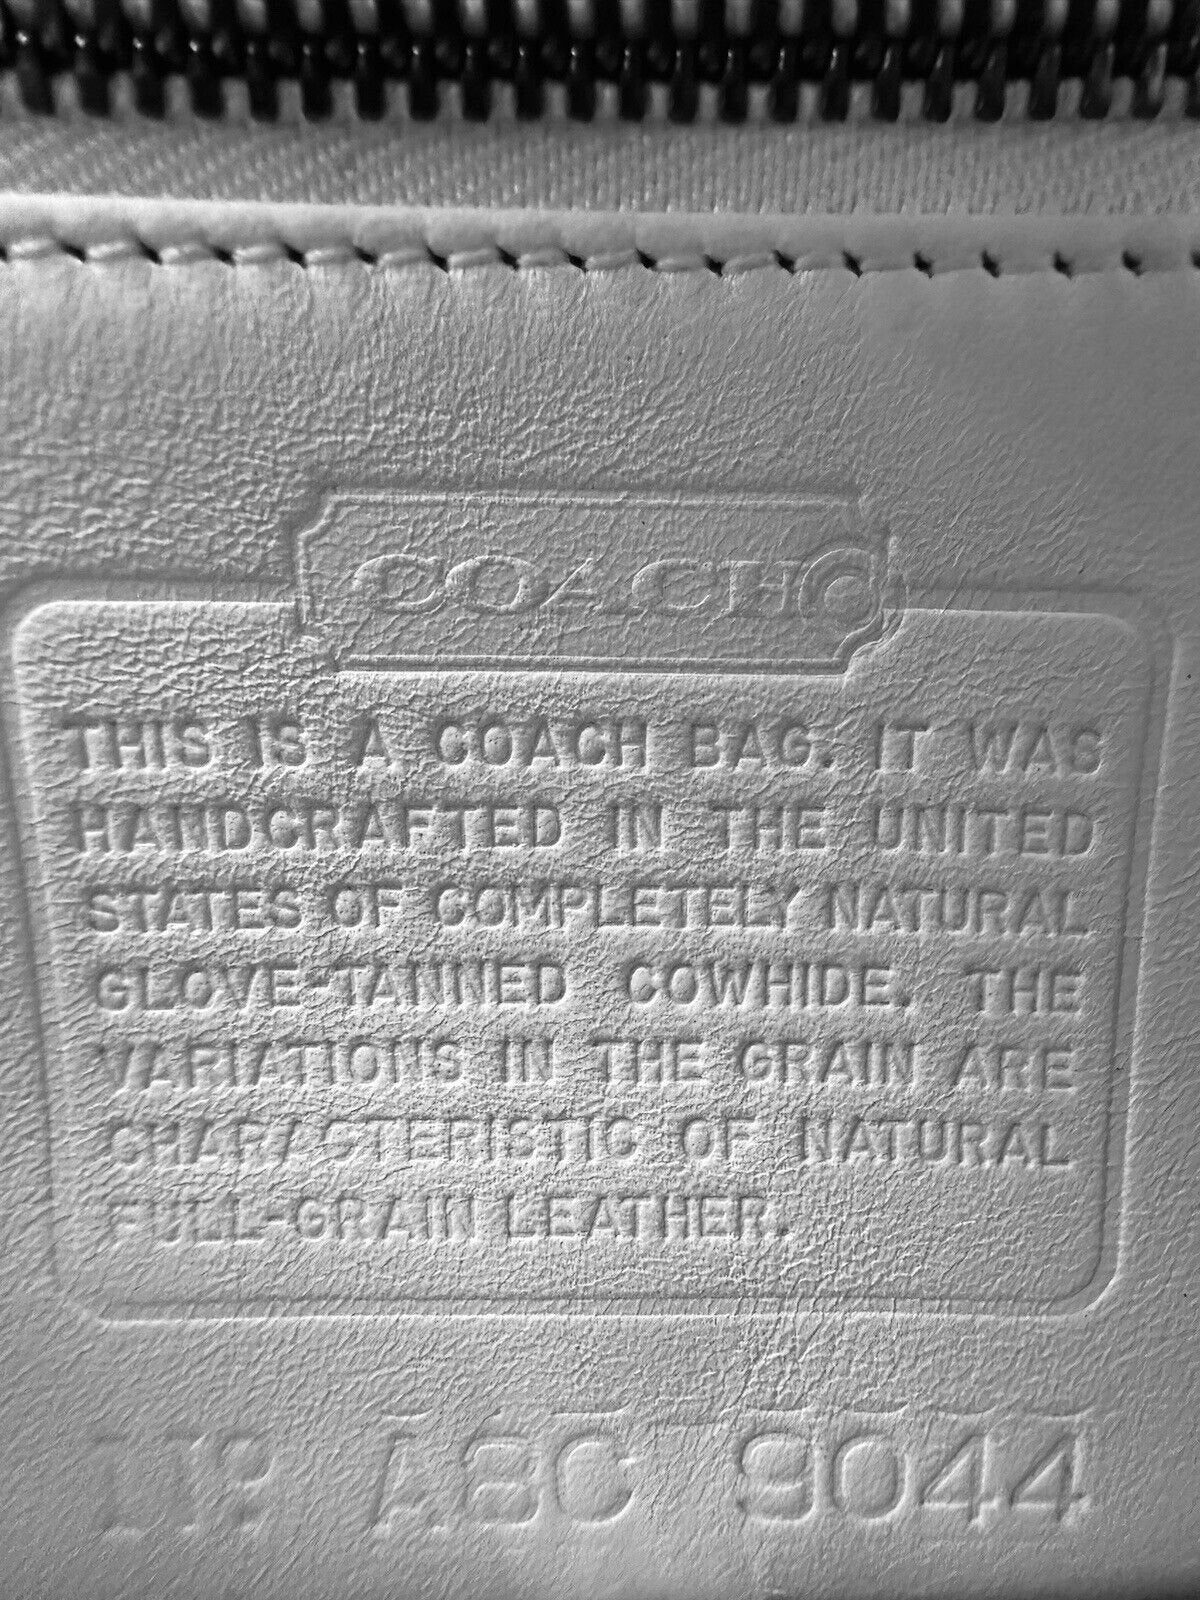 COACH
THIS IS A COACH BAG. IT WAS
HANDCRAFTED IN THE UNITED
STATES OF COMPLETELY NATURAL
GLOVE-TANNED COWHIDE. THE
VARIATIONS IN THE GRAIN ARE
CHARACTERISTIC OF NATURAL
FULL-GRAIN LEATHER.
9044